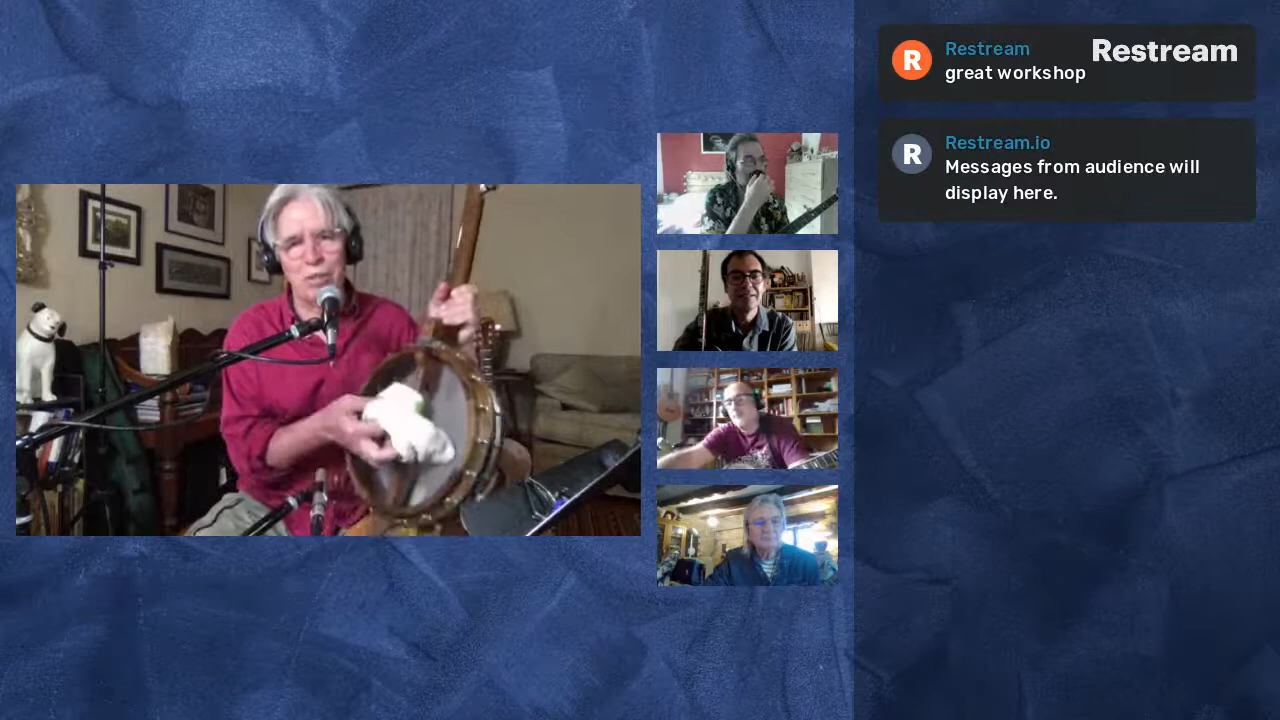 Restream
Restream
great workshop
Restream.io
Messages from audience will
display here.
R
R